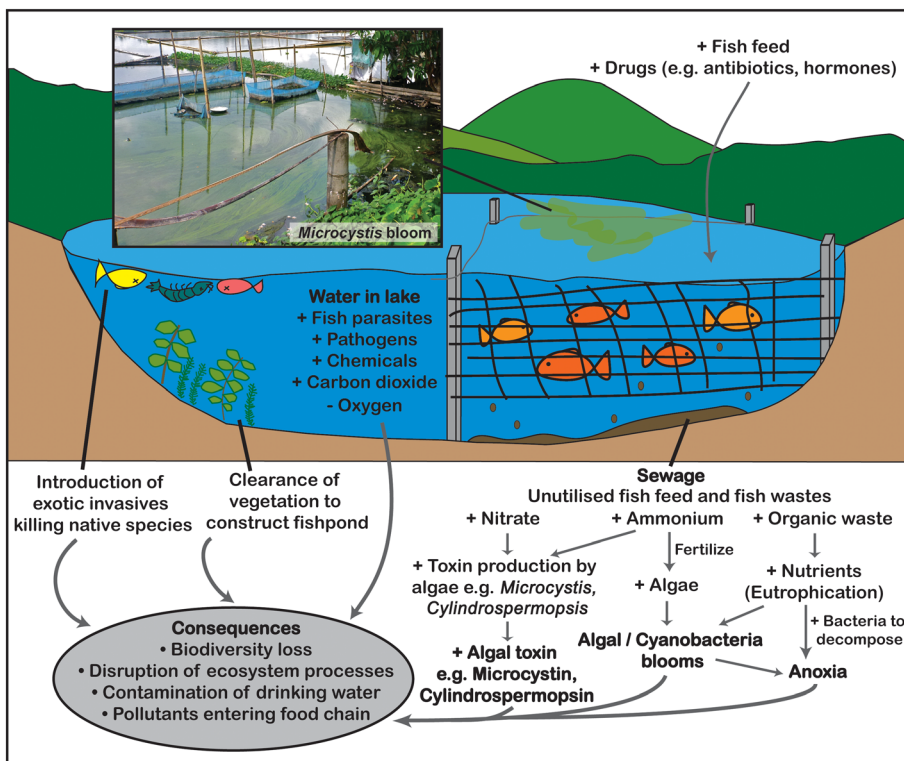 + Fish feed
+ Drugs (e.g. antibiotics, hormones)
Microcystis bloom
Water in lake
+ Fish parasites
+ Pathogens
+ Chemicals
+ Carbon dioxide
- Oxygen
Introduction of
exotic invasives
killing native species
Clearance of
vegetation to
construct fishpond
Sewage
Unutilised fish feed and fish wastes
+ Nitrate
+ Ammonium
+ Organic waste
Fertilize
+ Toxin production by
algae e.g. Microcystis,
Cylindrospermopsis
+ Algae
+ Nutrients
(Eutrophication)
+ Bacteria to
decompose
+ Algal toxin
e.g. Microcystin,
Cylindrospermopsin
Algal / Cyanobacteria
blooms
Anoxia
Consequences
• Biodiversity loss
• Disruption of ecosystem processes
• Contamination of drinking water
• Pollutants entering food chain